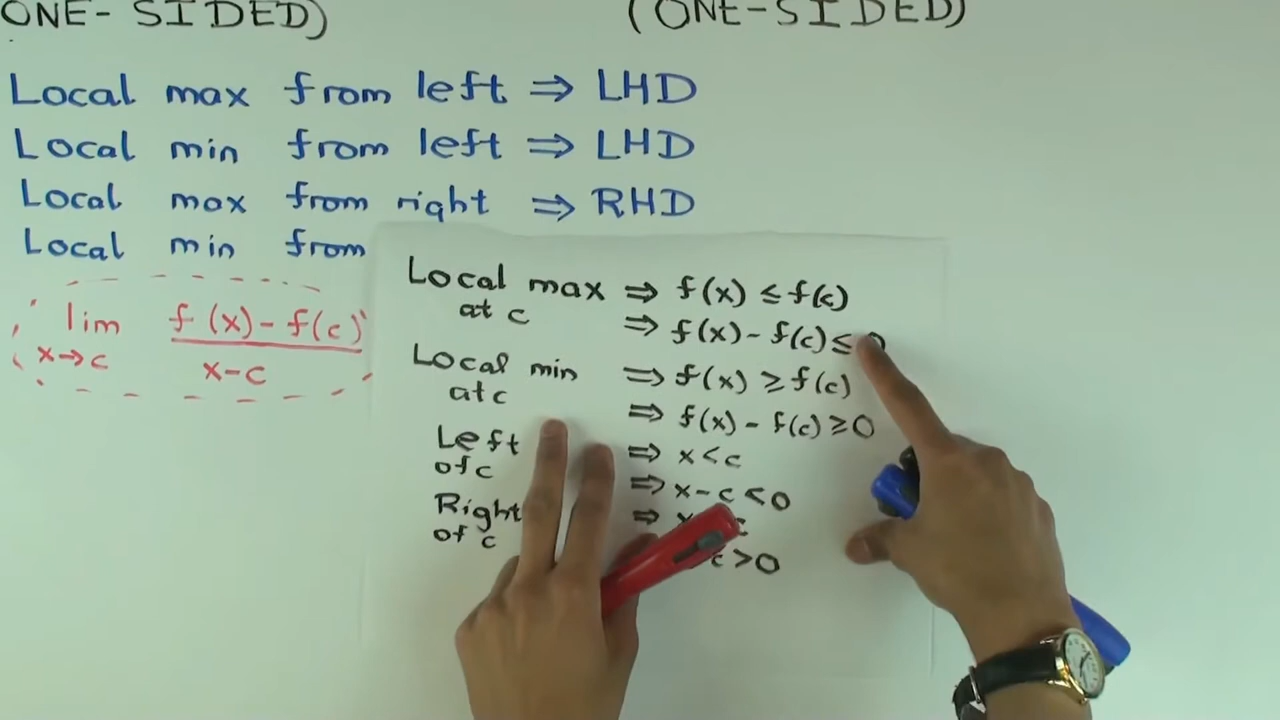 ONE-SIDED) (ONE-SIDED)
Local max from left ⇒ LHD
Local min from left ⇒ LHD
Local max from right ⇒ RHD
Local min from
lim x→c f(x)-f(c) / x-c
Local max at c ⇒ f(x) ≤ f(c)
⇒ f(x) - f(c) ≤ 0
Local min at c ⇒ f(x) ≥ f(c)
⇒ f(x) - f(c) ≥ 0
Left of c ⇒ x < c
⇒ x - c < 0
Right of c ⇒ x c
c > 0